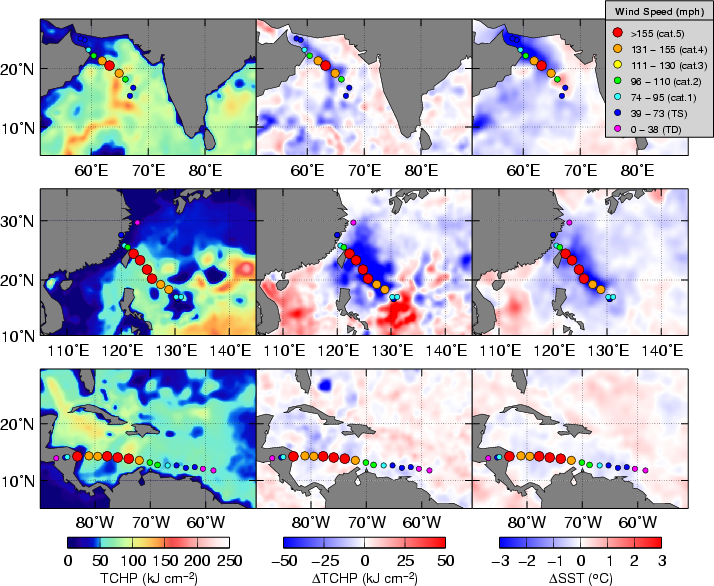 Wind Speed (mph)
>155 (cat.5)
131 – 155 (cat.4)
111 – 130 (cat.3)
96 – 110 (cat.2)
74 – 95 (cat.1)
39 – 73 (TS)
0 – 38 (TD)
20°N
10°N
60°E 70°E 80°E 60°E 70°E 80°E 60°E 70°E 80°E
30°N
20°N
10°N
110°E 120°E 130°E 140°E 110°E 120°E 130°E 140°E 110°E 120°E 130°E 140°E
20°N
10°N
80°W 70°W 60°W 80°W 70°W 60°W 80°W 70°W 60°W
0 50 100 150 200 250 −50 −25 0 25 50 −3 −2 −1 0 1 2 3
TCHP (kJ cm⁻²) ΔTCHP (kJ cm⁻²) ΔSST (°C)